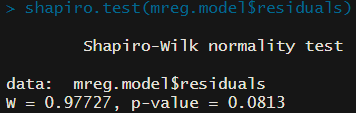 > shapiro.test(mreg.model$residuals)
Shapiro-Wilk normality test
data:  mreg.model$residuals
W = 0.97727, p-value = 0.0813